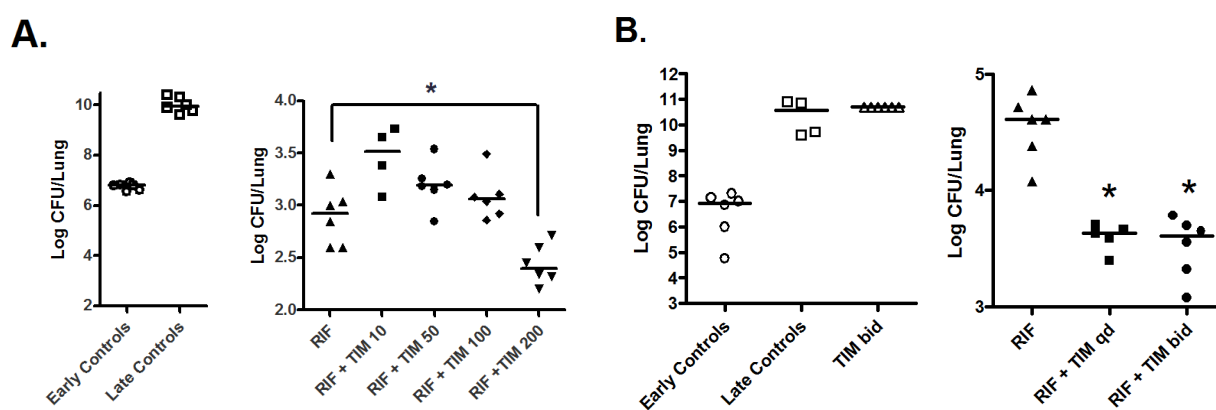 A.
Log CFU/Lung
10
8
6
4
2
Early Controls
Late Controls
Log CFU/Lung
4.0
3.5
3.0
2.5
2.0
*
RIF
RIF + TIM 10
RIF + TIM 50
RIF + TIM 100
RIF +TIM 200
B.
Log CFU/Lung
12
11
10
9
8
7
6
5
4
3
Early Controls
Late Controls
TIM bid
Log CFU/Lung
5
4
3
*
*
RIF
RIF + TIM qd
RIF + TIM bid